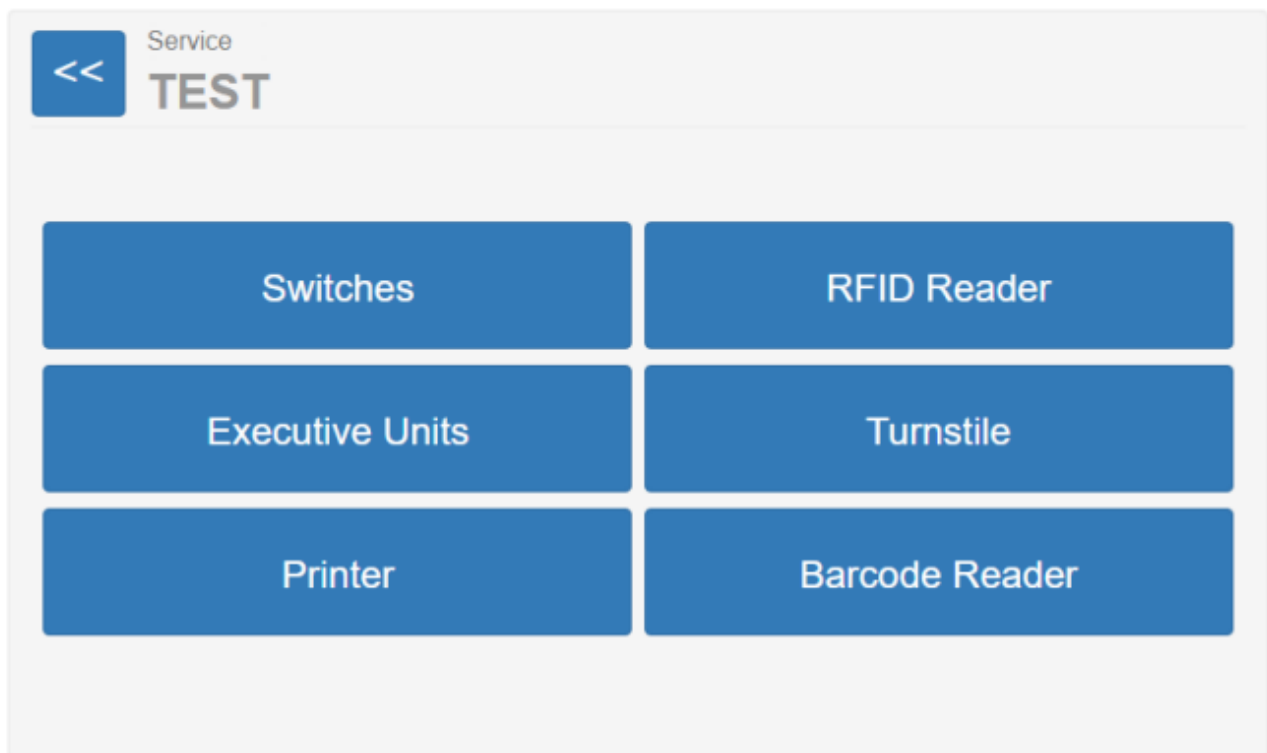 <<
Service
TEST
Switches
RFID Reader
Executive Units
Turnstile
Printer
Barcode Reader